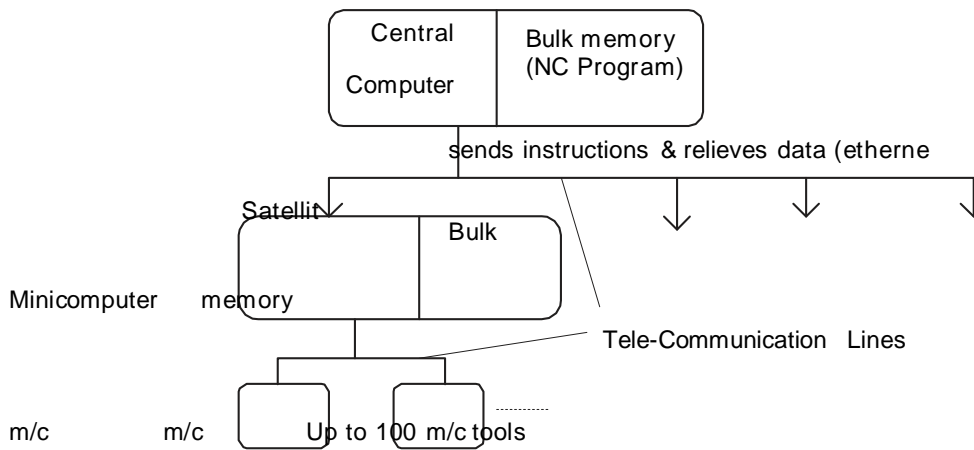 Central
Computer
Bulk memory
(NC Program)
sends instructions & relieves data (etherne
Satellit
Bulk
Minicomputer memory
Tele-Communication Lines
m/c m/c Up to 100 m/c tools